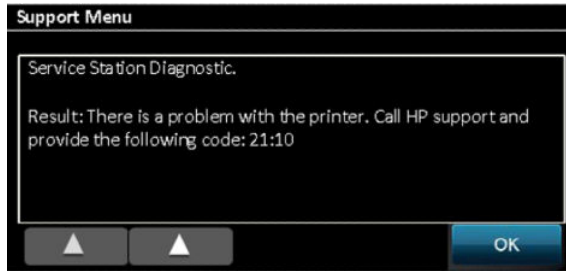 Support Menu
Service Station Diagnostic.
Result: There is a problem with the printer. Call HP support and
provide the following code: 21:10
OK